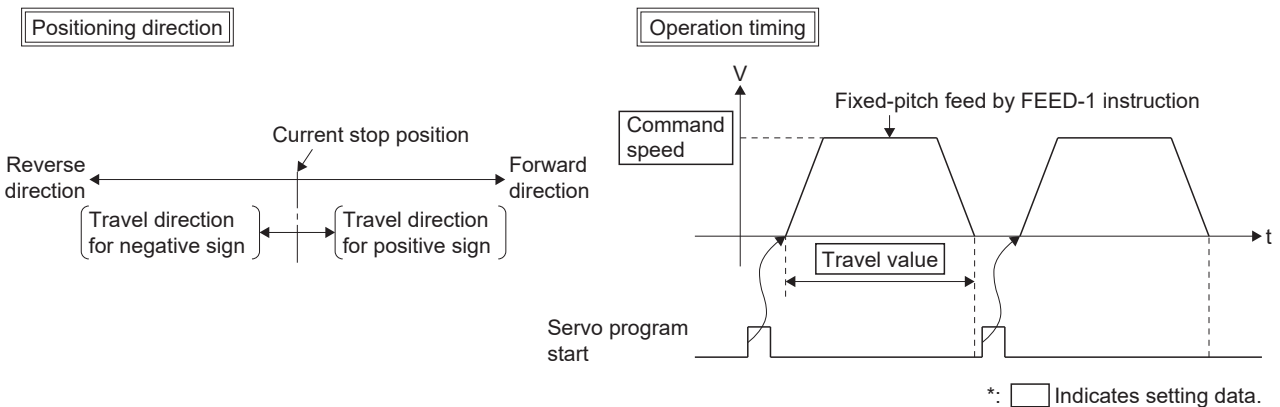 Positioning direction
Current stop position
Reverse
direction
Forward
direction
Travel direction
for negative sign
Travel direction
for positive sign
Operation timing
V
Fixed-pitch feed by FEED-1 instruction
Command
speed
t
Travel value
Servo program
start
*: Indicates setting data.